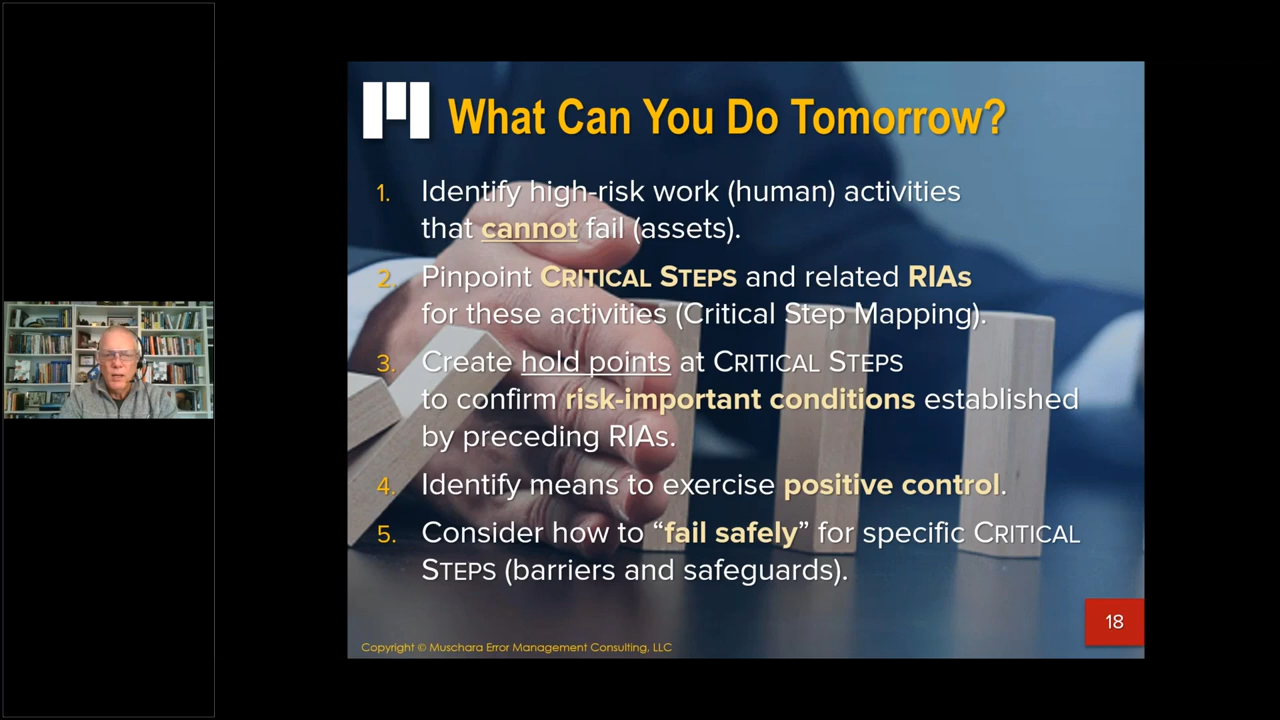 What Can You Do Tomorrow?
1. Identify high-risk work (human) activities
that cannot fail (assets).
2. Pinpoint CRITICAL STEPS and related RIAs
for these activities (Critical Step Mapping).
3. Create hold points at CRITICAL STEPS
to confirm risk-important conditions established
by preceding RIAs.
4. Identify means to exercise positive control.
5. Consider how to “fail safely” for specific CRITICAL
STEPS (barriers and safeguards).
18
Copyright © Muschara Error Management Consulting, LLC